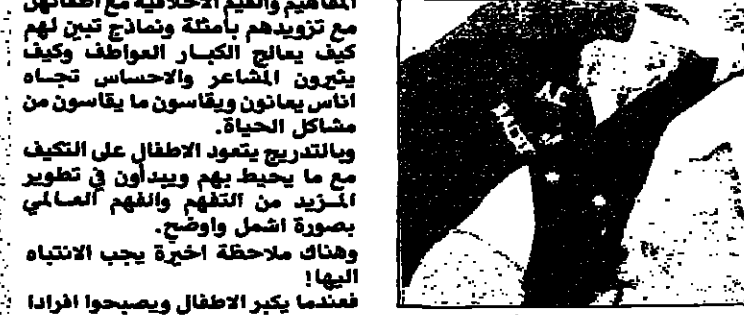 المفاهيم والقيم الاخلاقية مع اطفالهن
مع تزويدهم بأمثلة ونماذج تبين لهم
كيف يعالج الكبار العواطف وكيف
يثيرون المشاعر والاحساس تجاه
اناس يعانون ويقاسون ما يقاسون من
مشاكل الحياة.
وبالتدريج يتعود الاطفال على التكيف
مع ما يحيط بهم ويبدأون في تطوير
المزيد من التفهم والفهم العالمي
بصورة اشمل واوضح.
وهناك ملاحظة اخيرة يجب الانتباه
اليها!
فعندما يكبر الاطفال ويصبحوا افرادا